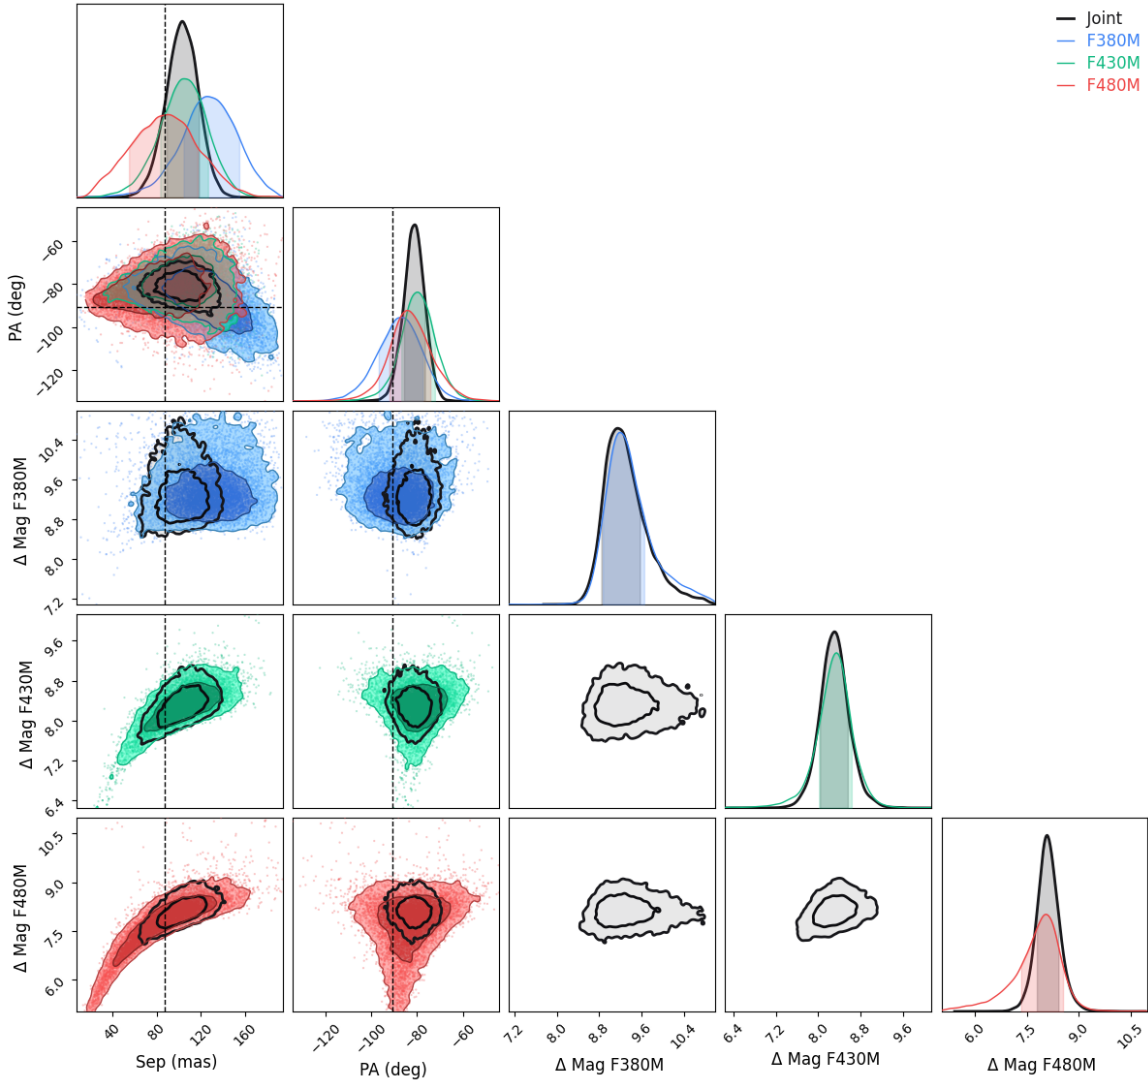 Joint
F380M
F430M
F480M
PA (deg)
−60
−80
−100
−120
Δ Mag F380M
10.4
9.6
8.8
8.0
7.2
Δ Mag F430M
9.6
8.8
8.0
7.2
6.4
Δ Mag F480M
10.5
9.0
7.5
6.0
40 80 120 160
Sep (mas)
−120 −100 −80 −60
PA (deg)
7.2 8.0 8.8 9.6 10.4
Δ Mag F380M
6.4 7.2 8.0 8.8 9.6
Δ Mag F430M
6.0 7.5 9.0 10.5
Δ Mag F480M